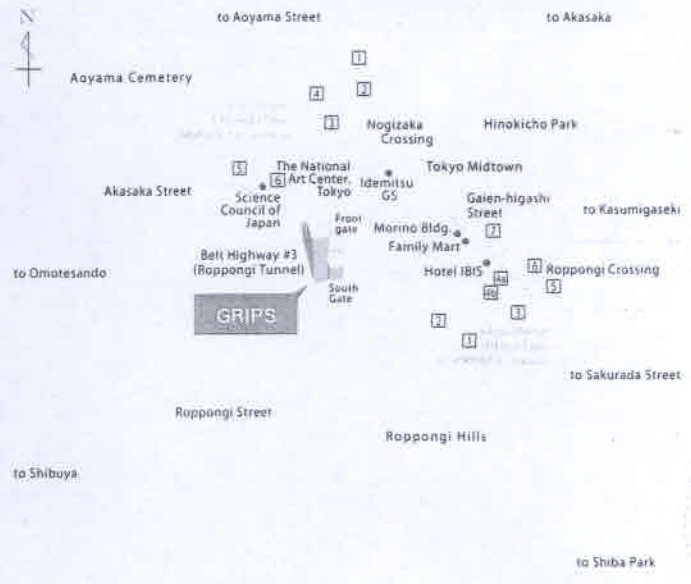 N
to Aoyama Street
to Akasaka
1
Aoyama Cemetery
4
2
3
Nogizaka
Crossing
Hinokicho Park
5
6
The National
Art Center,
Tokyo
Idemitsu
GS
Tokyo Midtown
Akasaka Street
Science
Council of
Japan
Gaien-higashi
Street
to Kasumigaseki
Front
gate
Morino Bldg.
Family Mart
7
Belt Highway #3
(Roppongi Tunnel)
to Omotesando
Hotel IBIS
6
Roppongi Crossing
4a
5
4b
South
Gate
GRIPS
3
2
1
to Sakurada Street
Roppongi Street
Roppongi Hills
to Shibuya
to Shiba Park